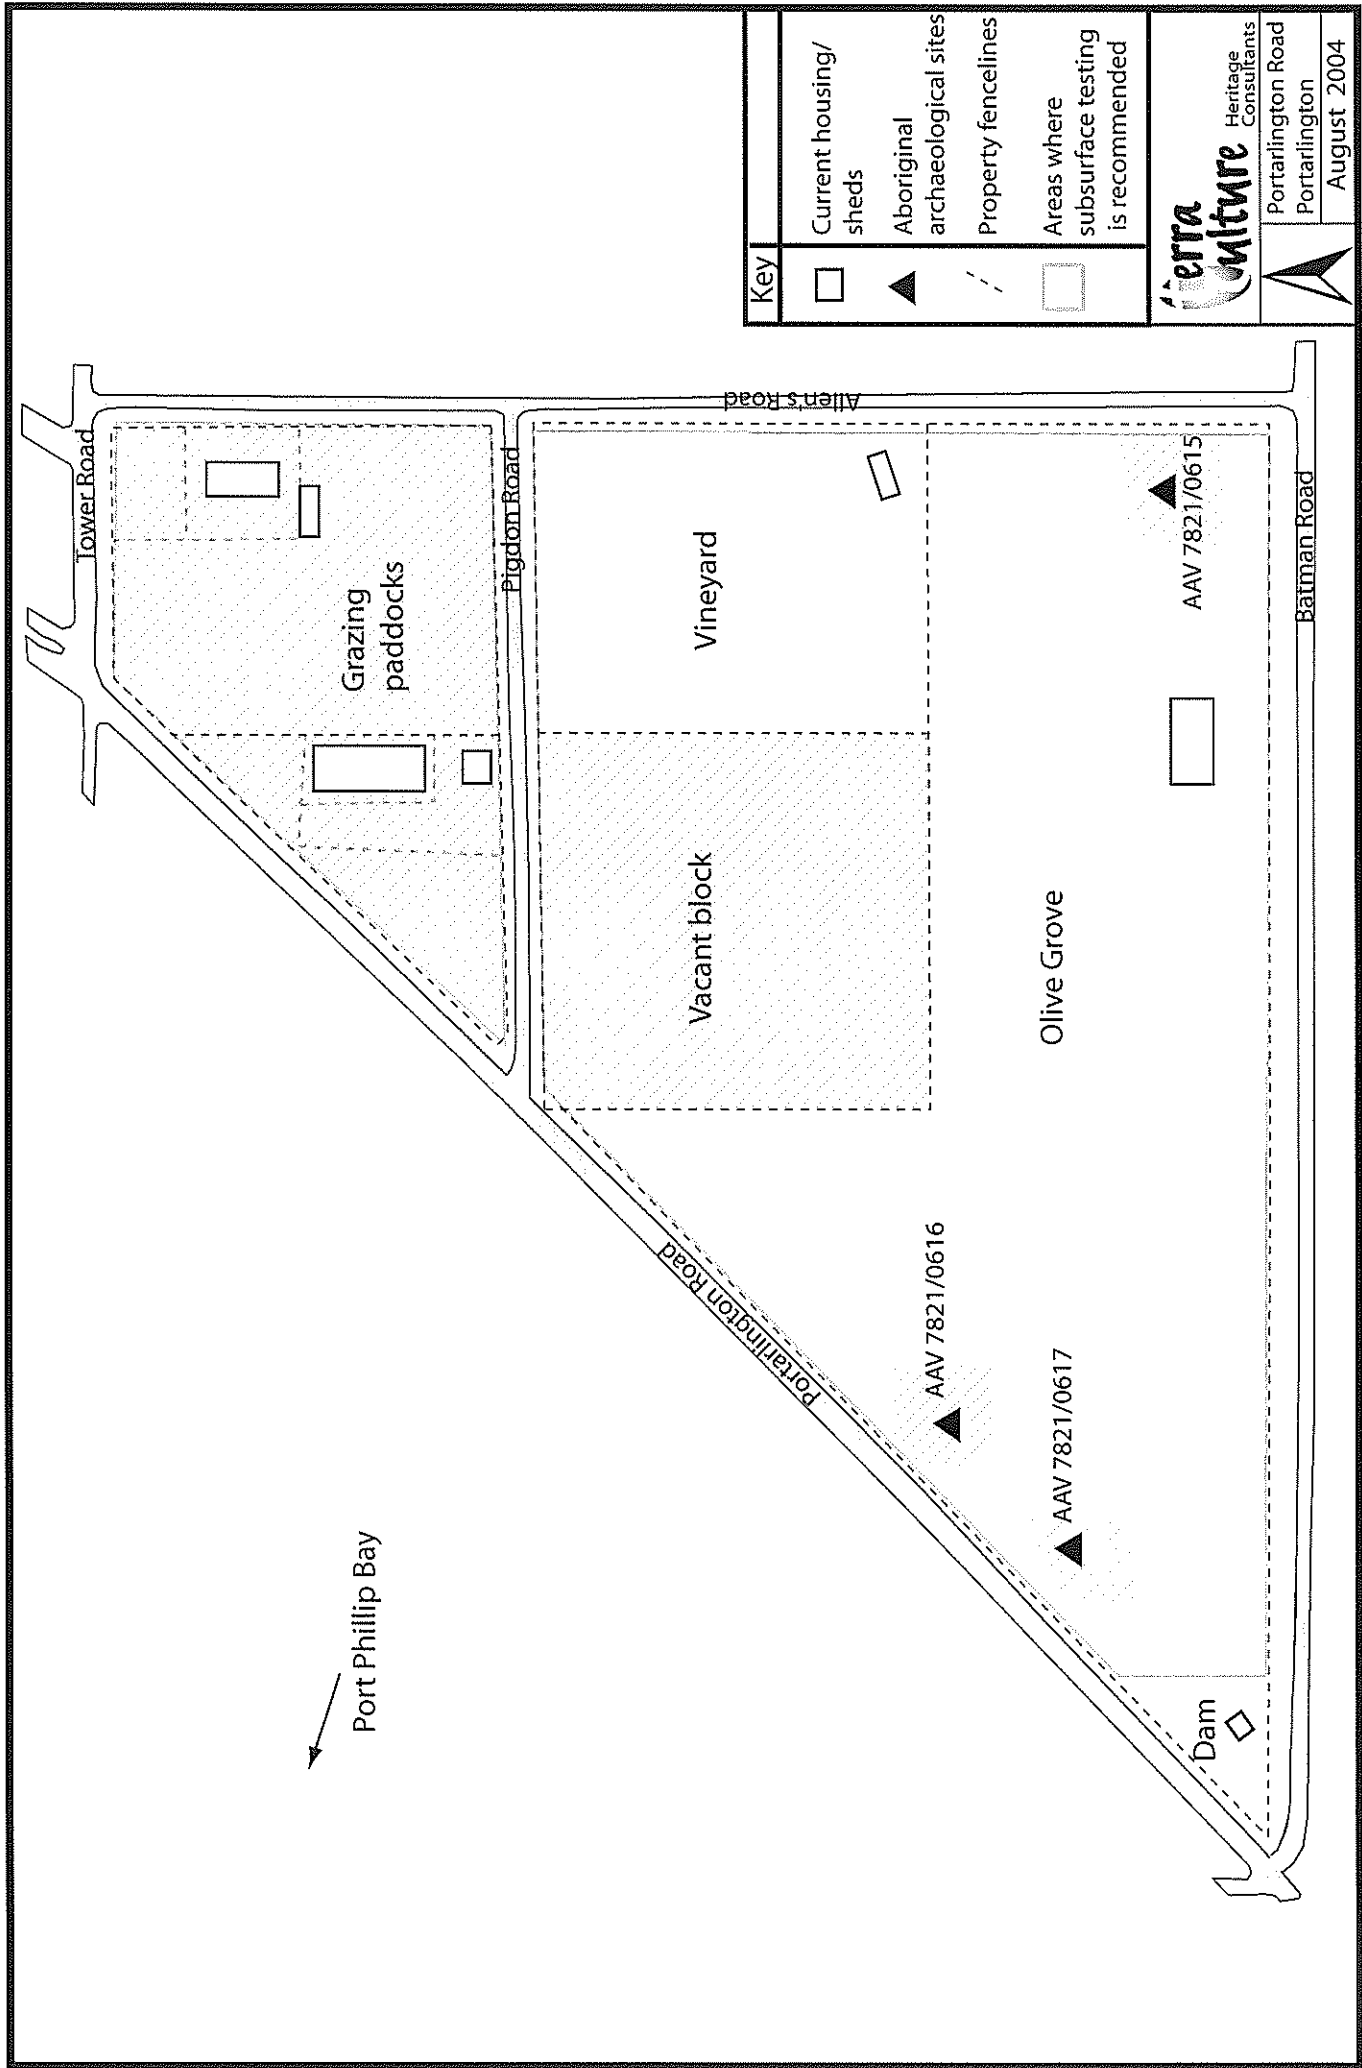 Tower Road
Grazing
paddocks
Pigdon Road
Allen's Road
Vineyard
Vacant block
Olive Grove
Portarlington Road
Port Phillip Bay
AAV 7821/0616
AAV 7821/0617
AAV 7821/0615
Dam
Batman Road
Key
Current housing/
sheds
Aboriginal
archaeological sites
Property fencelines
Areas where
subsurface testing
is recommended
Terra
Culture
Heritage
Consultants
Portarlington Road
Portarlington
August 2004